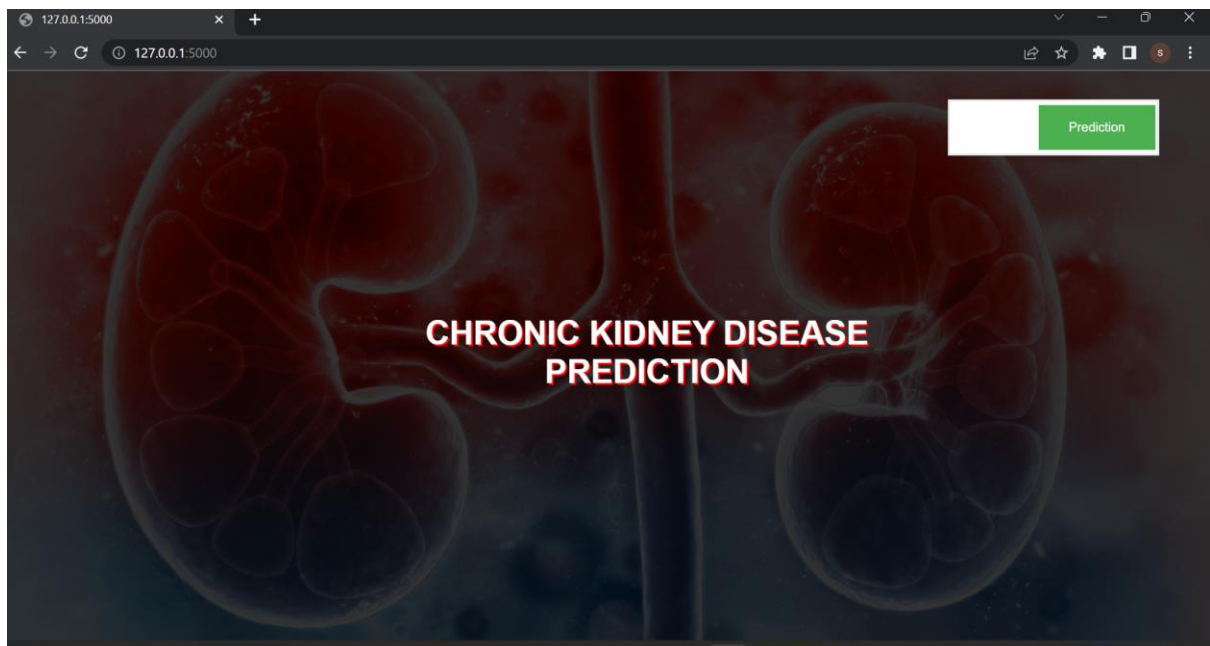 127.0.0.1:5000
127.0.0.1:5000
S
Prediction
CHRONIC KIDNEY DISEASE
PREDICTION